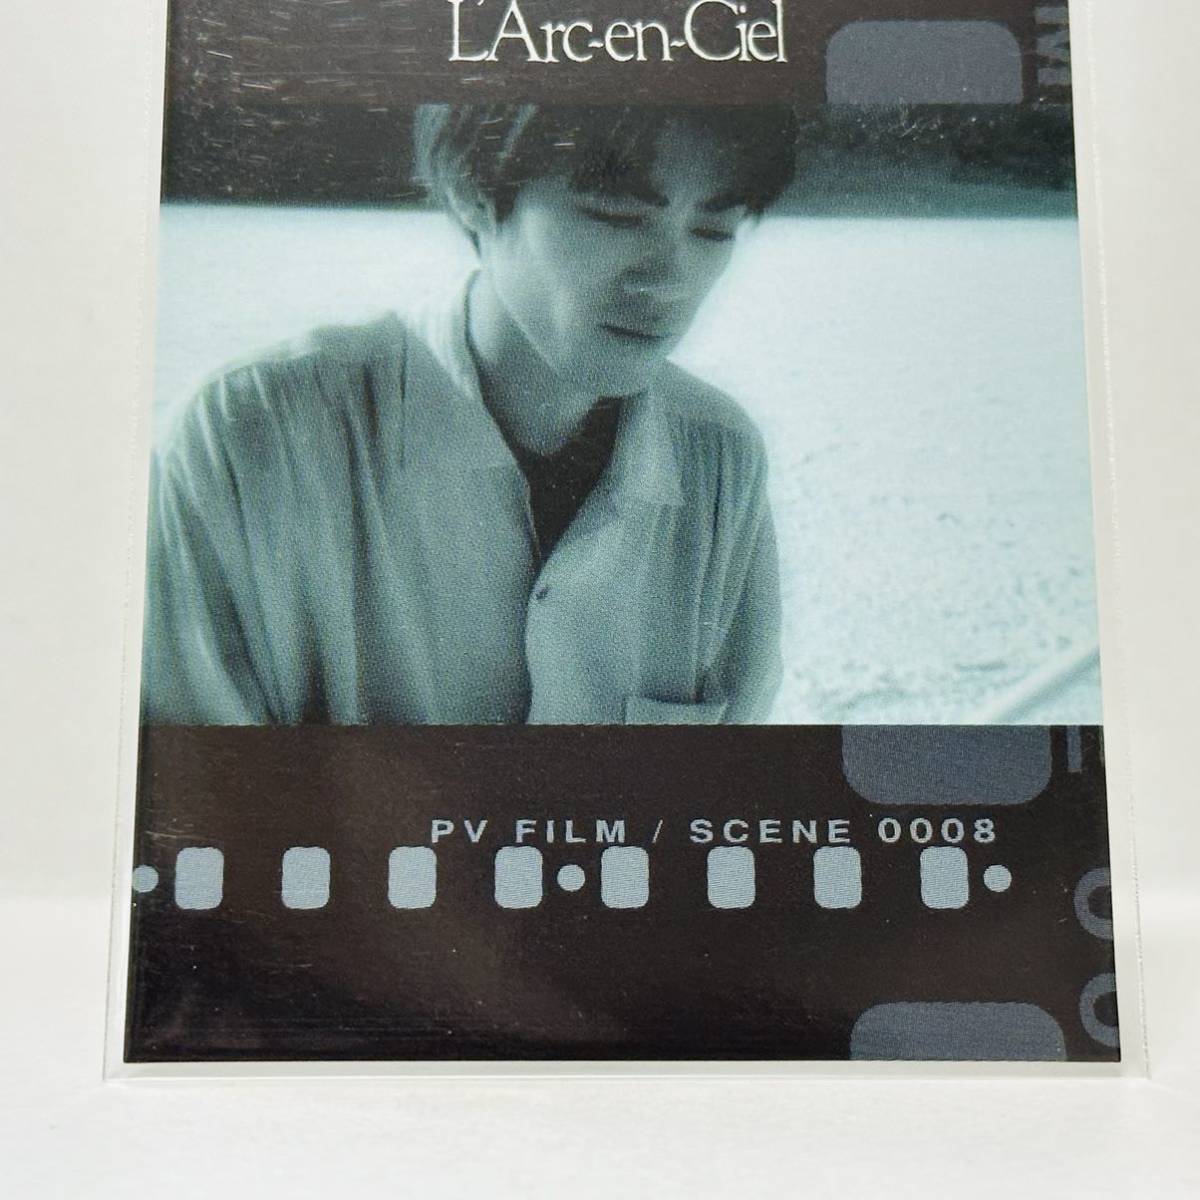 L'Arc-en-Ciel
PV FILM / SCENE 0008